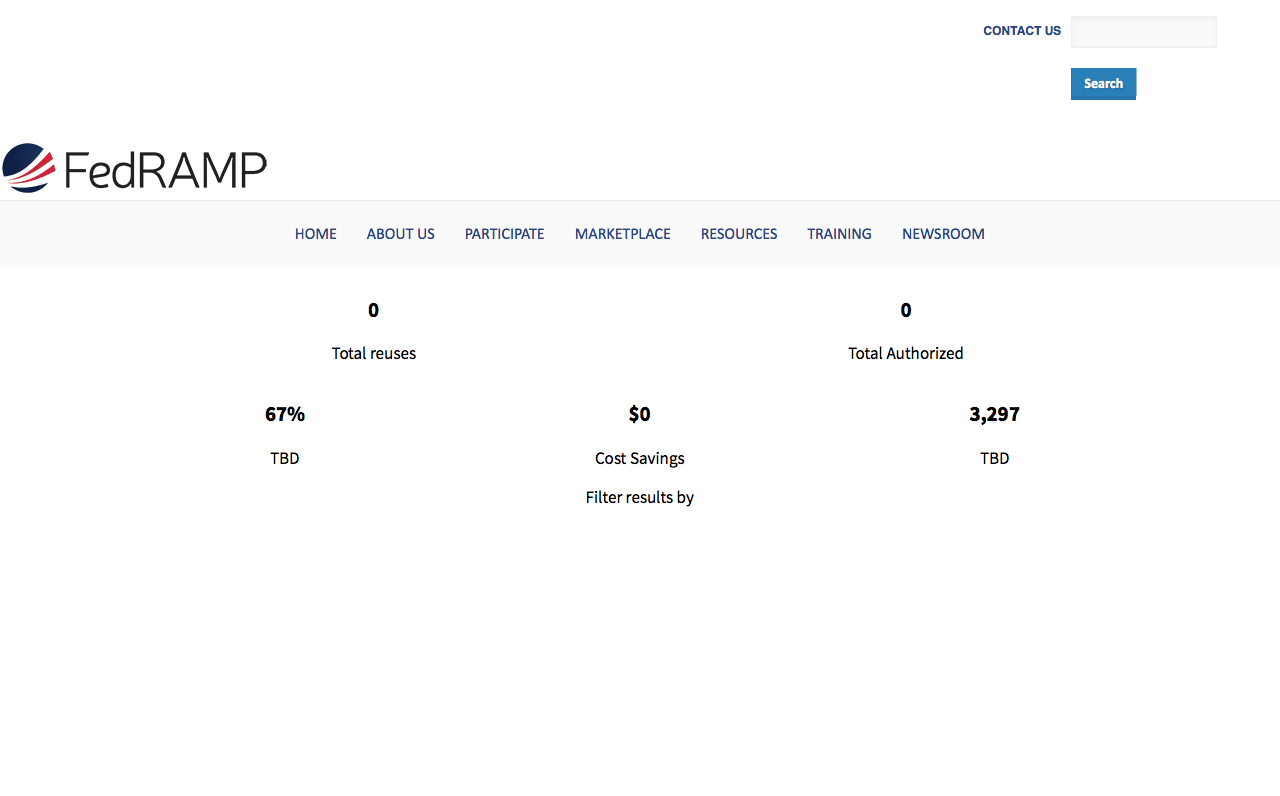 CONTACT US
Search
FedRAMP
HOME ABOUT US PARTICIPATE MARKETPLACE RESOURCES TRAINING NEWSROOM
0 0
Total reuses Total Authorized
67% $0 3,297
TBD Cost Savings TBD
Filter results by